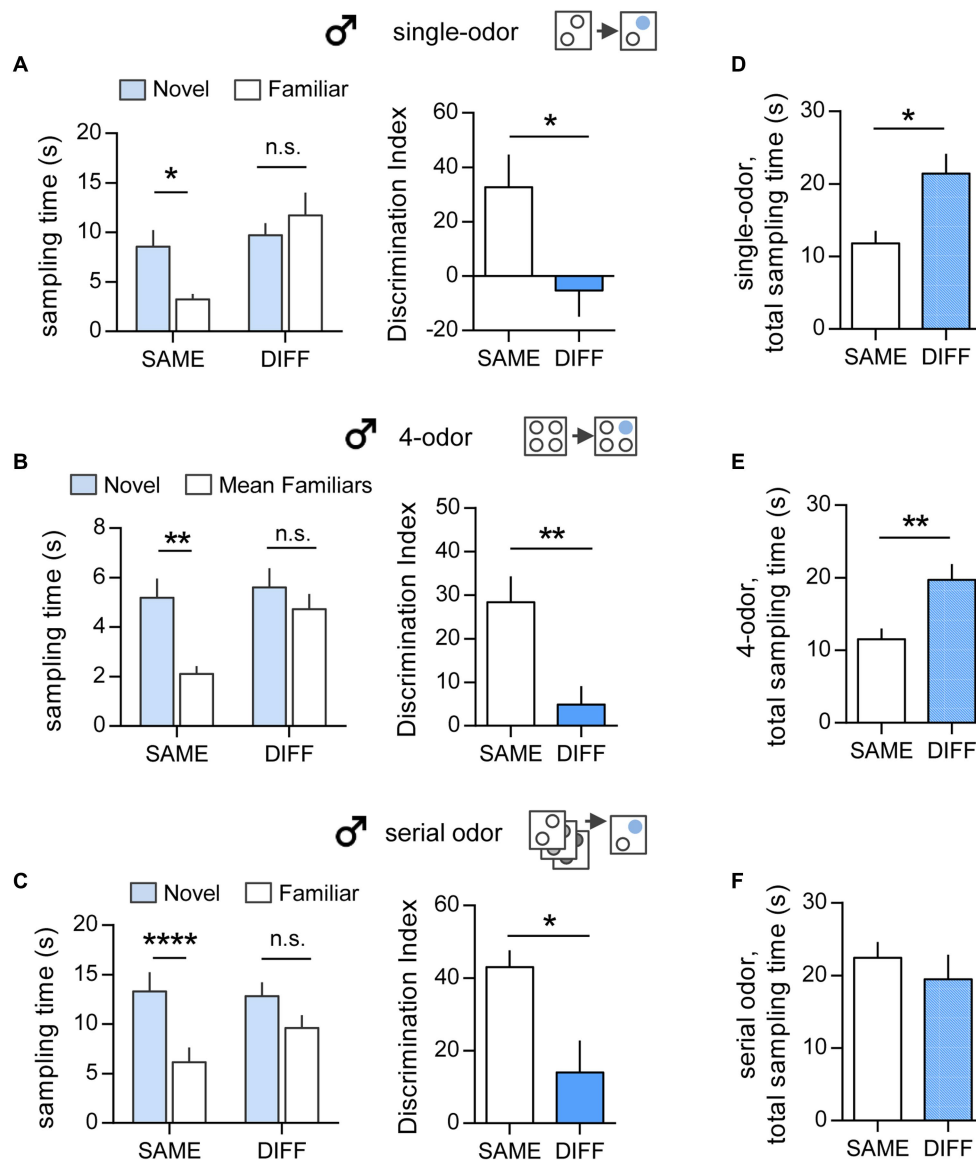 ♂ single-odor
A
Novel Familiar
sampling time (s)
20
15
10
5
0
*
n.s.
SAME DIFF
Discrimination Index
60
40
20
0
-20
*
SAME DIFF
D
single-odor,
total sampling time (s)
30
20
10
0
*
SAME DIFF
♂ 4-odor
B
Novel Mean Familiars
sampling time (s)
8
6
4
2
0
**
n.s.
SAME DIFF
Discrimination Index
50
40
30
20
10
0
**
SAME DIFF
E
4-odor,
total sampling time (s)
30
20
10
0
**
SAME DIFF
♂ serial odor
C
Novel Familiar
sampling time (s)
20
15
10
5
0
****
n.s.
SAME DIFF
Discrimination Index
60
40
20
0
*
SAME DIFF
F
serial odor,
total sampling time (s)
30
20
10
0
SAME DIFF